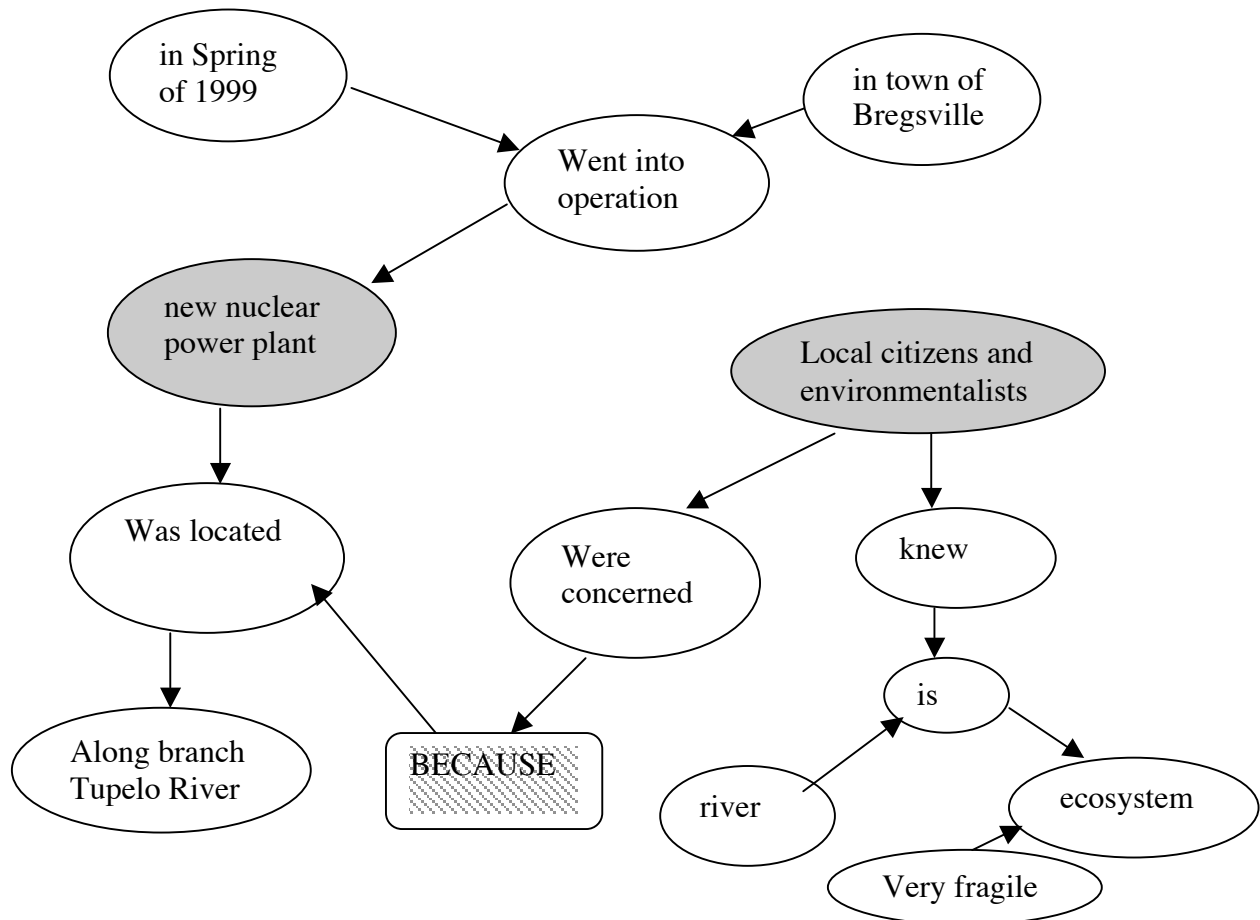 in Spring
of 1999
in town of
Bregsville
Went into
operation
new nuclear
power plant
Local citizens and
environmentalists
Was located
Were
concerned
knew
is
Along branch
Tupelo River
BECAUSE
river
ecosystem
Very fragile